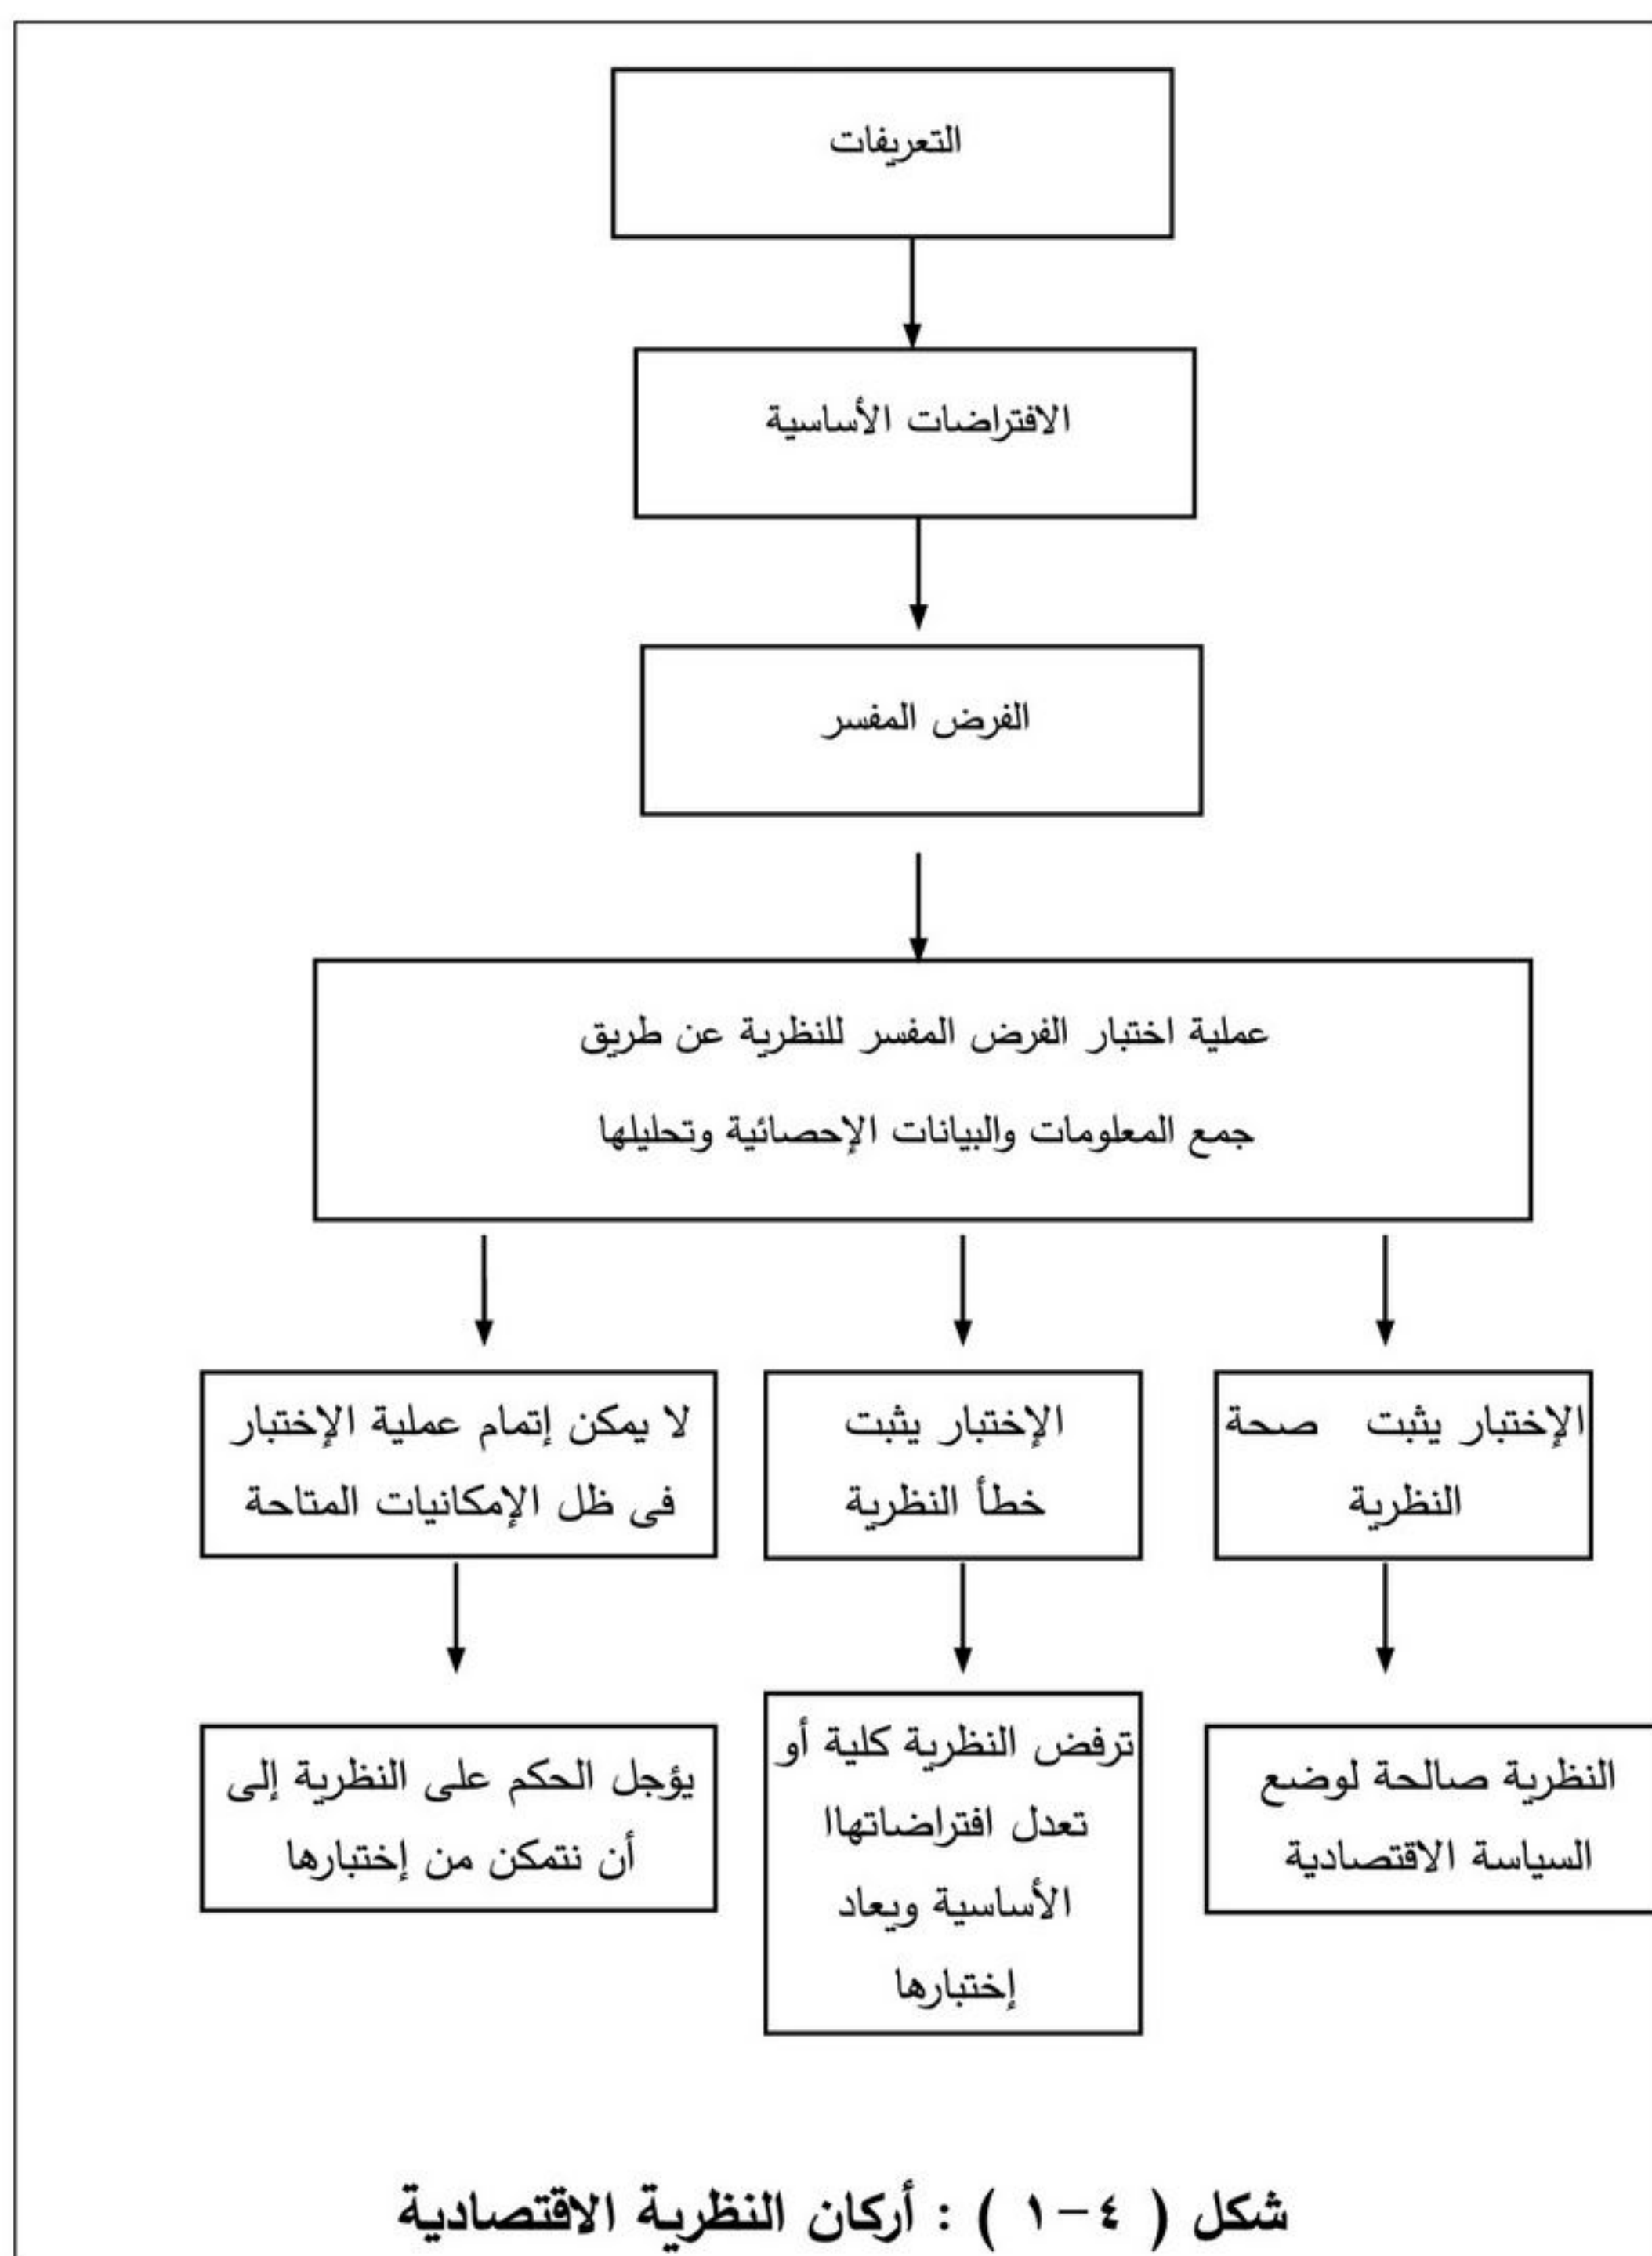 التعريفات
الافتراضات الأساسية
الفرض المفسر
عملية اختبار الفرض المفسر للنظرية عن طريق
جمع المعلومات والبيانات الإحصائية وتحليلها
الإختبار يثبت صحة
النظرية
الإختبار يثبت
خطأ النظرية
لا يمكن إتمام عملية الإختبار
فى ظل الإمكانيات المتاحة
النظرية صالحة لوضع
السياسة الاقتصادية
ترفض النظرية كلية أو
تعدل افتراضاتهاا
الأساسية ويعاد
إختبارها
يؤجل الحكم على النظرية إلى
أن نتمكن من إختبارها
شكل ( ٤-١ ) : أركان النظرية الاقتصادية